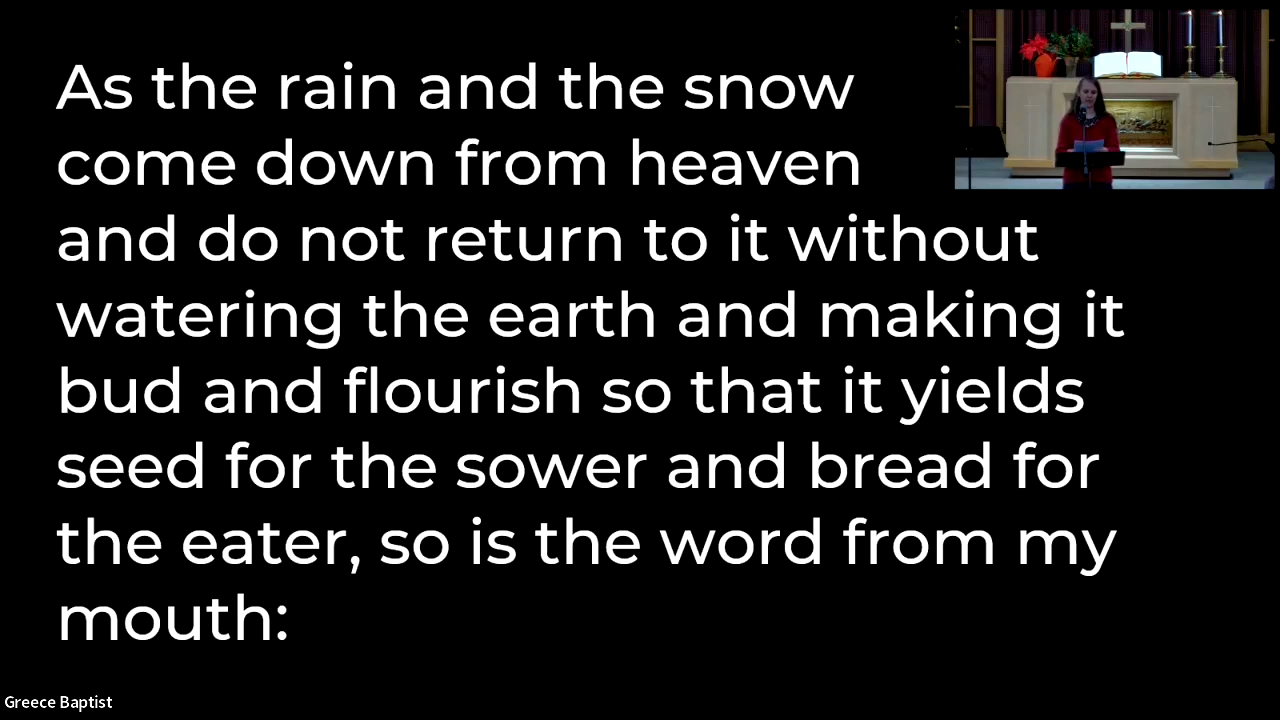 As the rain and the snow
come down from heaven
and do not return to it without
watering the earth and making it
bud and flourish so that it yields
seed for the sower and bread for
the eater, so is the word from my
mouth:
Greece Baptist